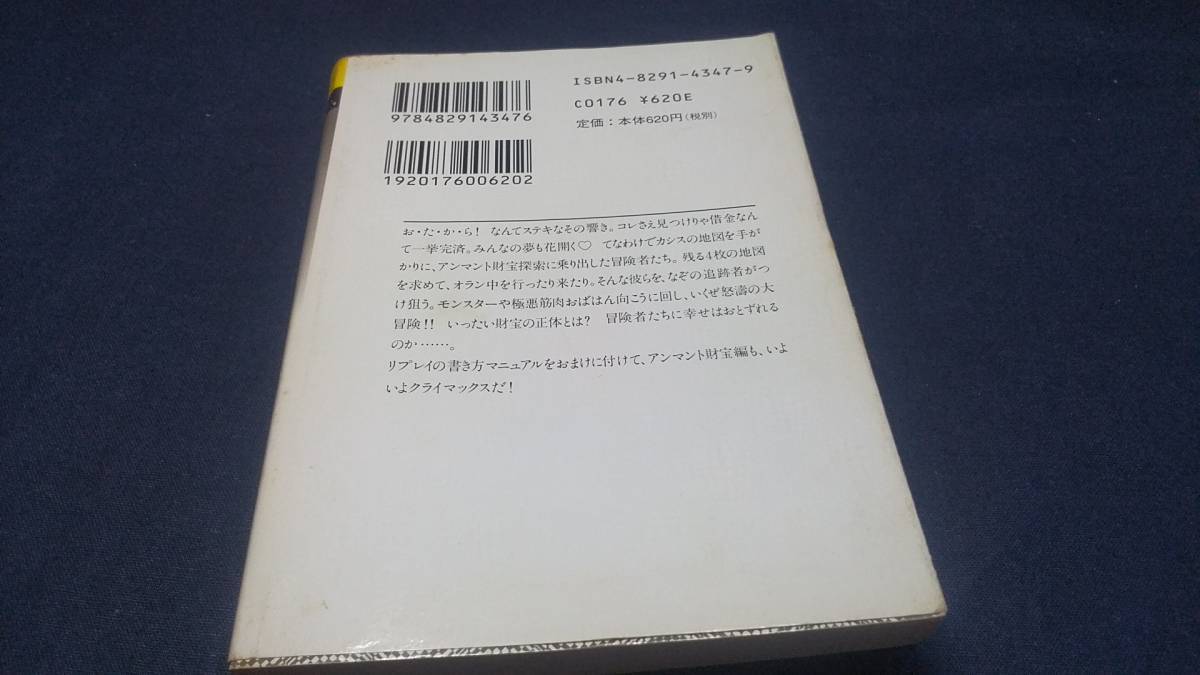 9784829143476
1920176006202
ISBN4-8291-4347-9
C0176 ¥620E
定価：本体620円（税別）
お・た・か・ら！　なんてステキなその響き。コレさえ見つけりゃ借金なん
て一挙完済。みんなの夢も花開く♡　てなわけでカシスの地図を手が
かりに、アンマント財宝探索に乗り出した冒険者たち。残る4枚の地図
を求めて、オラン中を行ったり来たり。そんな彼らを、なぞの追跡者がつ
け狙う。モンスターや極悪筋肉おばはん向こうに回し、いくぜ怒濤の大
冒険!!　いったい財宝の正体とは？　冒険者たちに幸せはおとずれる
のか……。
リプレイの書き方マニュアルをおまけに付けて、アンマント財宝編も、いよ
いよクライマックスだ！